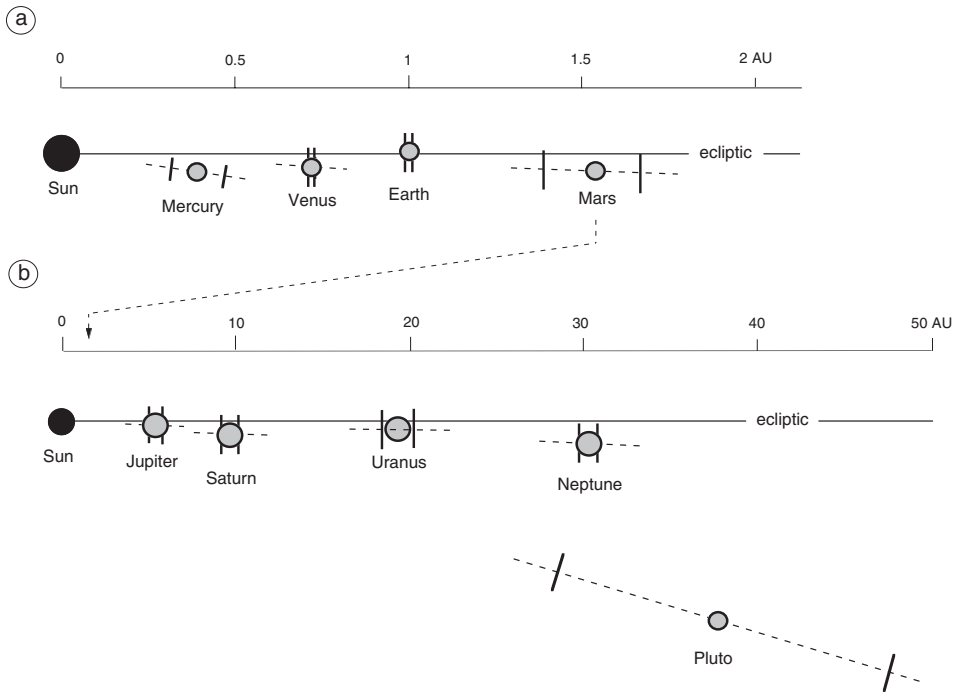 a
0 0.5 1 1.5 2 AU
ecliptic
Sun
Mercury
Venus
Earth
Mars
b
0 10 20 30 40 50 AU
ecliptic
Sun
Jupiter
Saturn
Uranus
Neptune
Pluto